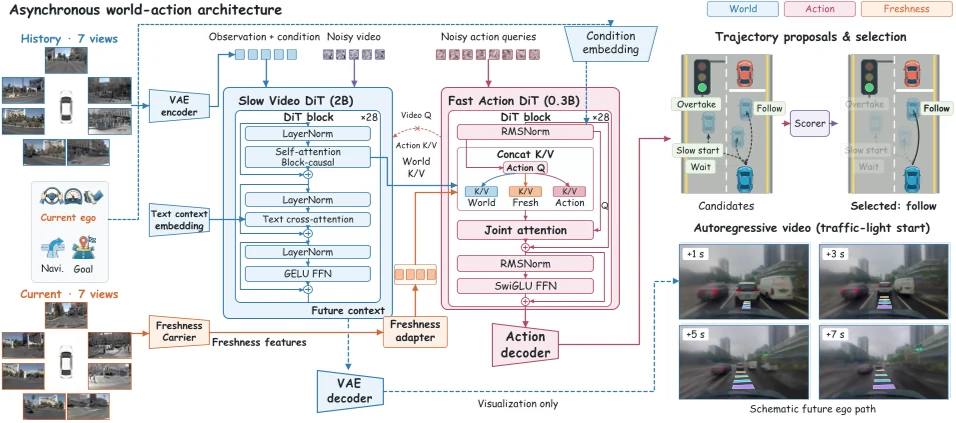 Asynchronous world-action architecture
World
Action
Freshness
History · 7 views
Observation + condition
Noisy video
Noisy action queries
Condition
embedding
Trajectory proposals & selection
VAE
encoder
Slow Video DiT (2B)
DiT block
×28
LayerNorm
Self-attention
Block-causal
LayerNorm
Text cross-attention
LayerNorm
GELU FFN
Future context
Video Q
Action K/V
World
K/V
Fast Action DiT (0.3B)
DiT block
×28
RMSNorm
Concat K/V
Action Q
K/V
K/V
K/V
World
Fresh
Action
Q
Joint attention
RMSNorm
SwiGLU FFN
Overtake
Follow
Slow start
Wait
Candidates
Scorer
Overtake
Follow
Slow start
Wait
Selected: follow
Current ego
Navi.
Goal
Text context
embedding
Current · 7 views
Freshness
Carrier
Freshness features
Freshness
adapter
Action
decoder
VAE
decoder
Visualization only
Autoregressive video (traffic-light start)
+1 s
+3 s
+5 s
+7 s
Schematic future ego path